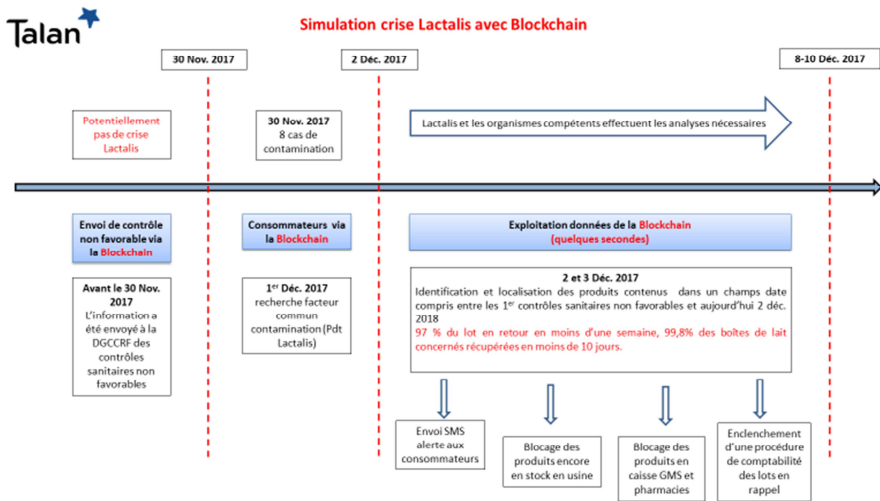 Talan
Simulation crise Lactalis avec Blockchain
30 Nov. 2017
2 Déc. 2017
8-10 Déc. 2017
Potentiellement
pas de crise
Lactalis
30 Nov. 2017
8 cas de
contamination
Lactalis et les organismes compétents effectuent les analyses nécessaires
Envoi de contrôle
non favorable via
la Blockchain
Consommateurs via
la Blockchain
Exploitation données de la Blockchain
(quelques secondes)
Avant le 30 Nov.
2017
L'information a
été envoyé à la
DGCCRF des
contrôles
sanitaires non
favorables
1er Déc. 2017
recherche facteur
commun
contamination (Pdt
Lactalis)
2 et 3 Déc. 2017
Identification et localisation des produits contenus dans un champs date
compris entre les 1er contrôles sanitaires non favorables et aujourd'hui 2 déc.
2018
97 % du lot en retour en moins d'une semaine, 99,8% des boîtes de lait
concernés récupérées en moins de 10 jours.
Envoi SMS
alerte aux
consommateurs
Blocage des
produits encore
en stock en usine
Blocage des
produits en
caisse GMS et
pharmacies
Enclenchement
d'une procédure
de comptabilité
des lots en
rappel